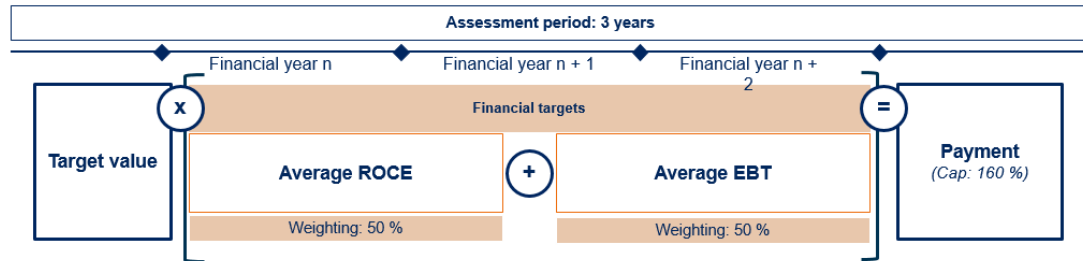 Assessment period: 3 years
Financial year n
Financial year n + 1
Financial year n +
2
Financial targets
Target value
x
Average ROCE
+
Average EBT
=
Payment
(Cap: 160 %)
Weighting: 50 %
Weighting: 50 %